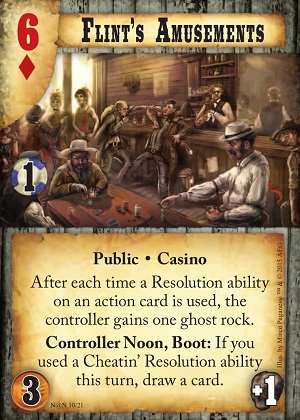 6
Flint's Amusements
1
Public • Casino
After each time a Resolution ability
on an action card is used, the
controller gains one ghost rock.
Controller Noon, Boot: If you
used a Cheatin' Resolution ability
this turn, draw a card.
3
+1